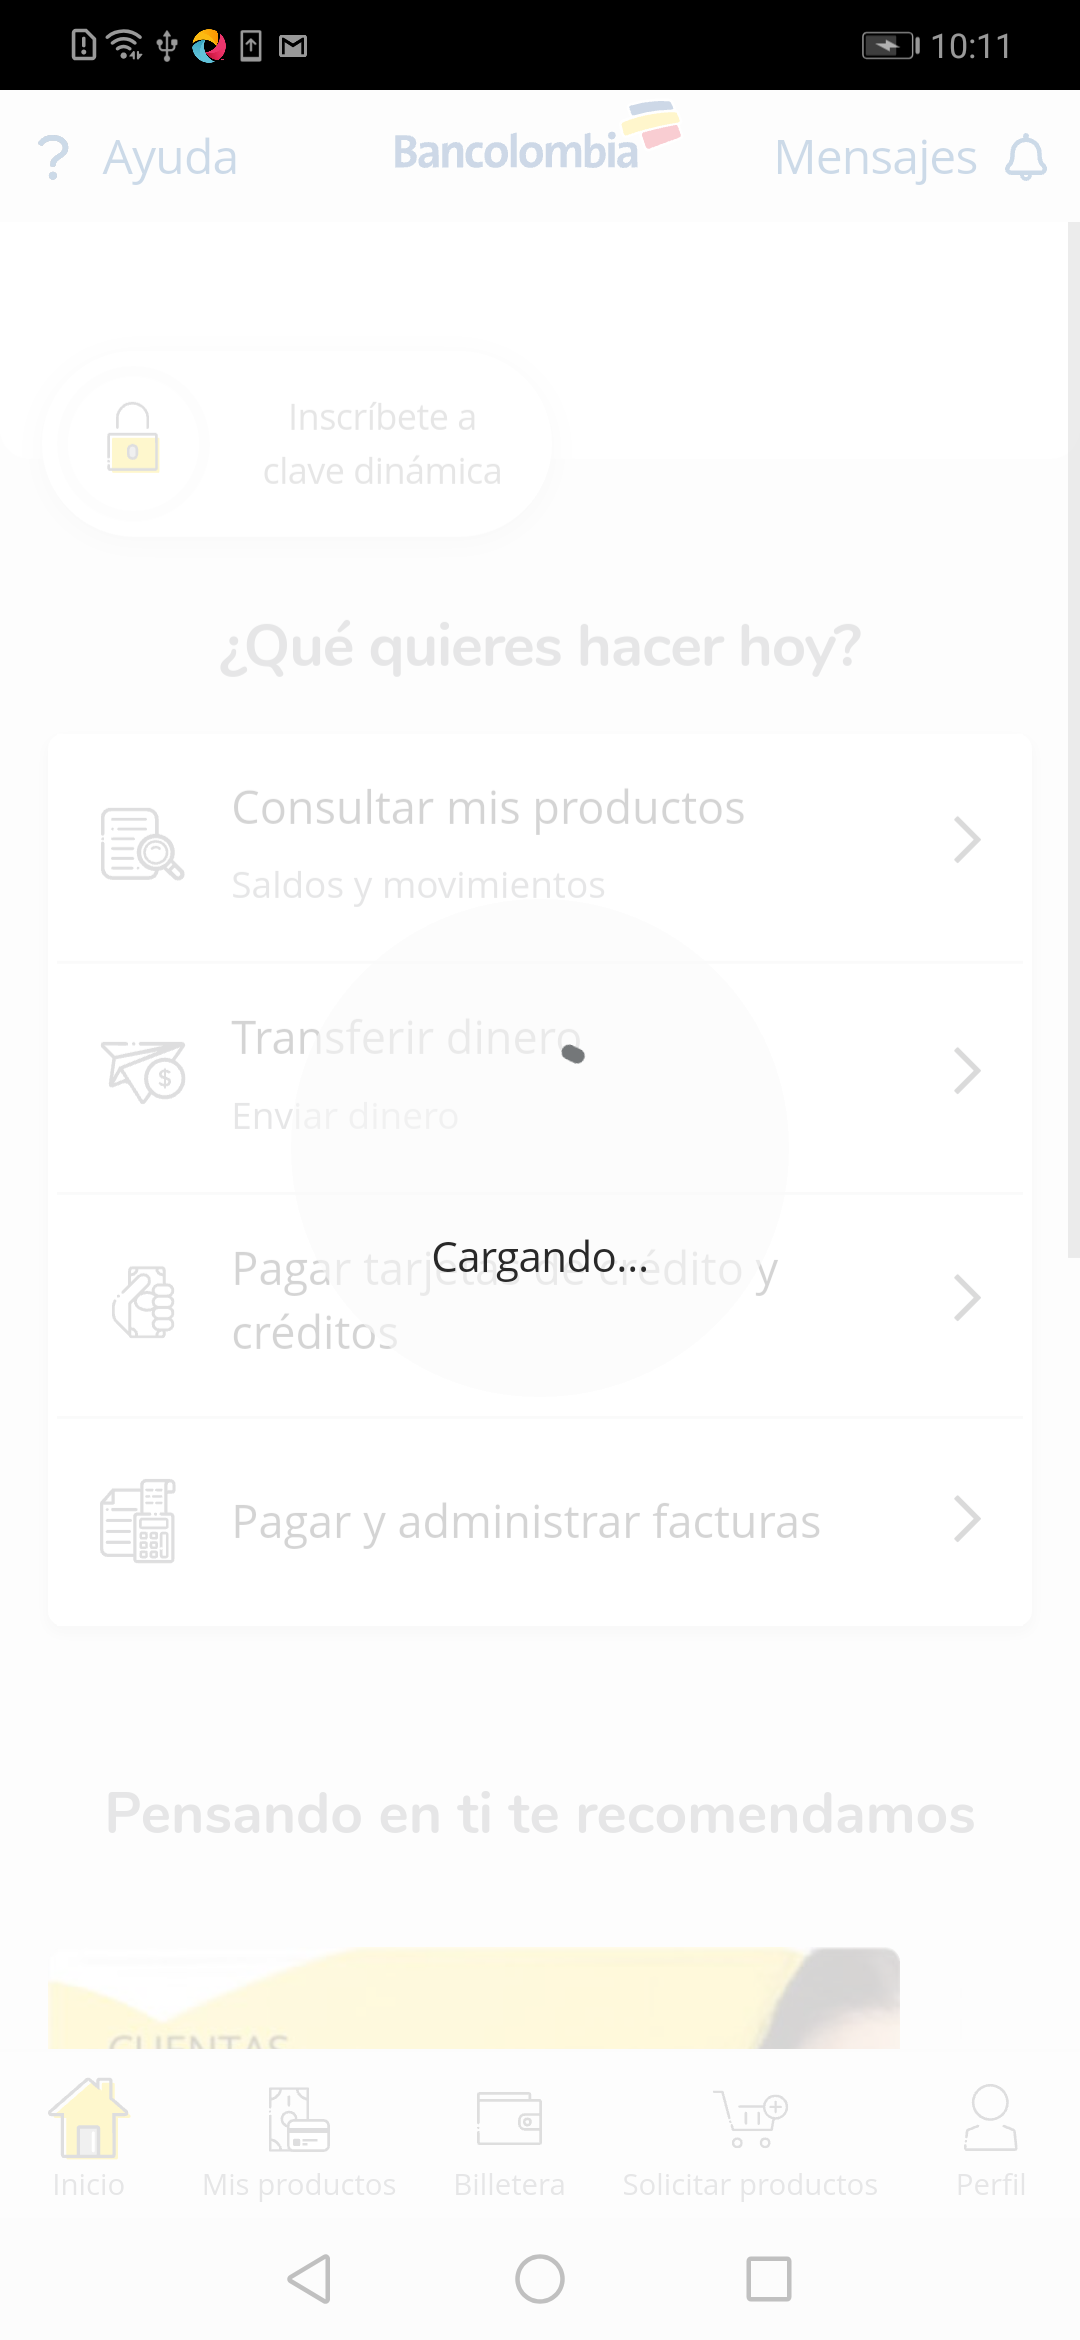 10:11
? Ayuda
Bancolombia
Mensajes
Inscríbete a
clave dinámica
¿Qué quieres hacer hoy?
Consultar mis productos
Saldos y movimientos
Transferir dinero
Enviar dinero
Pagar tarjetas de crédito y
créditos
Cargando...
Pagar y administrar facturas
Pensando en ti te recomendamos
CUENTAS
Inicio
Mis productos
Billetera
Solicitar productos
Perfil